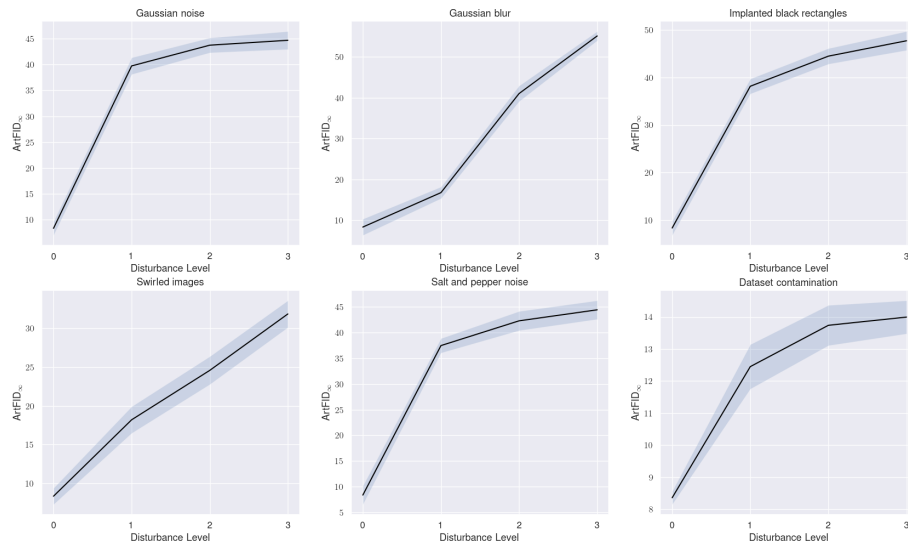 Gaussian noise
ArtFID∞
45
40
35
30
25
20
15
10
0 1 2 3
Disturbance Level
Gaussian blur
ArtFID∞
50
40
30
20
10
0 1 2 3
Disturbance Level
Implanted black rectangles
ArtFID∞
50
40
30
20
10
0 1 2 3
Disturbance Level
Swirled images
ArtFID∞
30
25
20
15
10
0 1 2 3
Disturbance Level
Salt and pepper noise
ArtFID∞
45
40
35
30
25
20
15
10
5
0 1 2 3
Disturbance Level
Dataset contamination
ArtFID∞
14
13
12
11
10
9
8
0 1 2 3
Disturbance Level